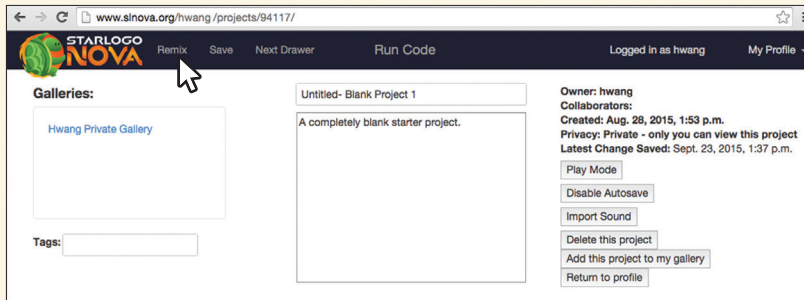 www.slnova.org/hwang /projects/94117/
STARLOGO
NOVA
Remix Save Next Drawer Run Code Logged in as hwang My Profile
Galleries:
Hwang Private Gallery
Tags:
Untitled- Blank Project 1
A completely blank starter project.
Owner: hwang
Collaborators:
Created: Aug. 28, 2015, 1:53 p.m.
Privacy: Private - only you can view this project
Latest Change Saved: Sept. 23, 2015, 1:37 p.m.
Play Mode
Disable Autosave
Import Sound
Delete this project
Add this project to my gallery
Return to profile